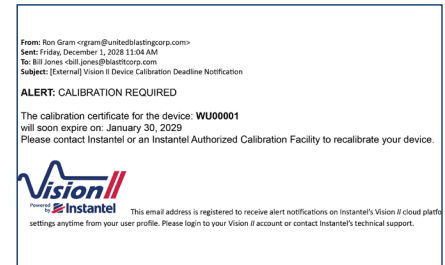 From: Ron Gram <rgram@unitedblastingcorp.com>
Sent: Friday, December 1, 2028 11:04 AM
To: Bill Jones <bill.jones@blastitcorp.com
Subject: [External] Vision II Device Calibration Deadline Notification
ALERT: CALIBRATION REQUIRED
The calibration certificate for the device: WU00001
will soon expire on: January 30, 2029
Please contact Instantel or an Instantel Authorized Calibration Facility to recalibrate your device.
Vision II
Powered by Instantel
This email address is registered to receive alert notifications on Instantel's Vision II cloud platfo
settings anytime from your user profile. Please login to your Vision II account or contact Instantel's technical support.